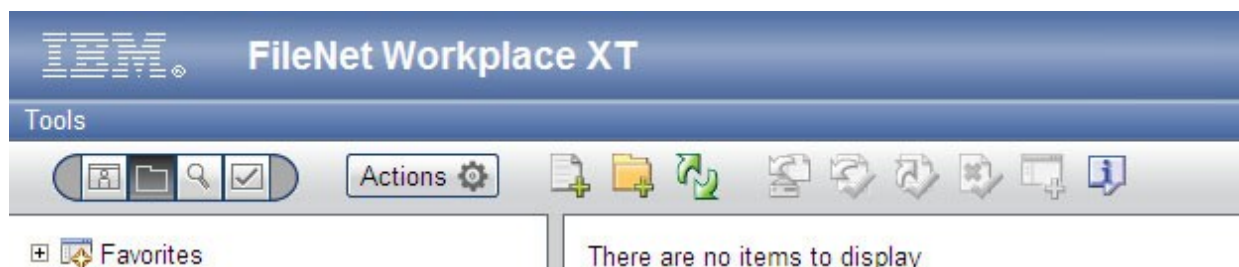 IBM® FileNet Workplace XT
Tools
Actions
Favorites
There are no items to display